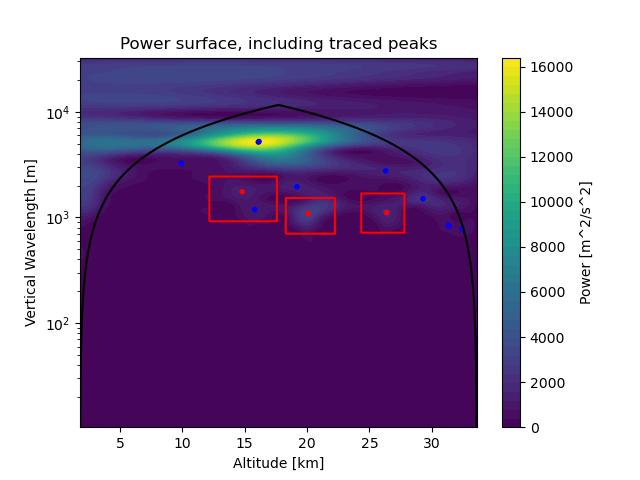 Power surface, including traced peaks
Vertical Wavelength [m]
10^4
10^3
10^2
5 10 15 20 25 30
Altitude [km]
16000
14000
12000
10000
8000
6000
4000
2000
0
Power [m^2/s^2]